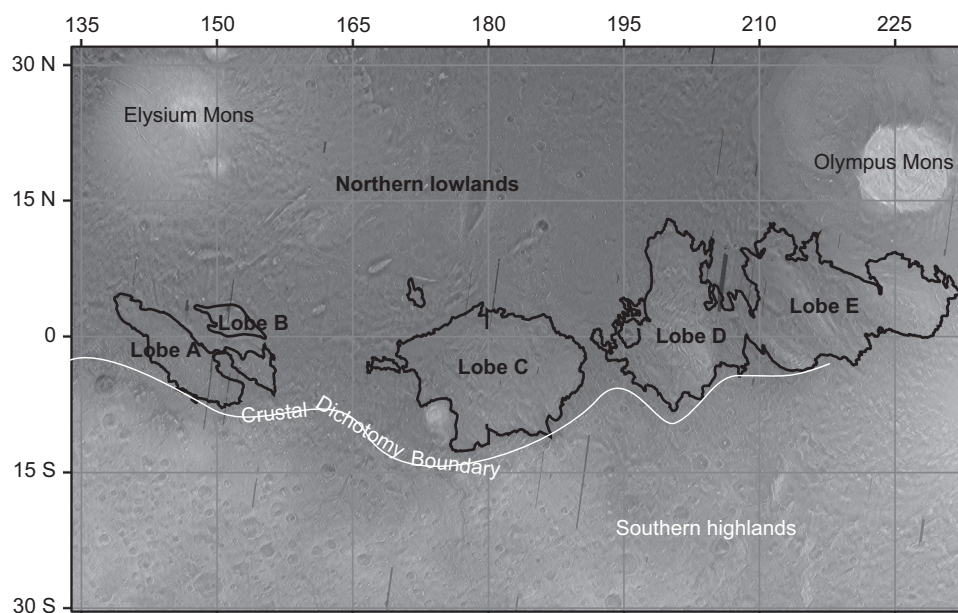 135 150 165 180 195 210 225
30 N
Elysium Mons
Olympus Mons
Northern lowlands
15 N
Lobe B
Lobe E
0
Lobe A
Lobe D
Lobe C
Crustal Dichotomy Boundary
15 S
Southern highlands
30 S